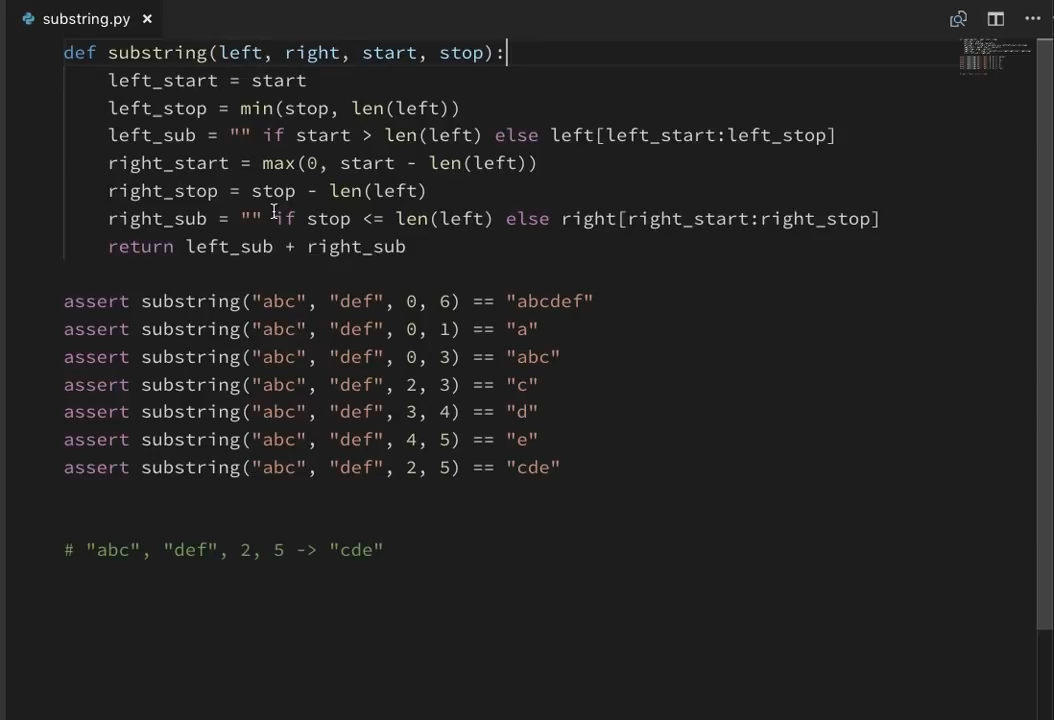 substring.py
def substring(left, right, start, stop):
    left_start = start
    left_stop = min(stop, len(left))
    left_sub = "" if start > len(left) else left[left_start:left_stop]
    right_start = max(0, start - len(left))
    right_stop = stop - len(left)
    right_sub = "" if stop <= len(left) else right[right_start:right_stop]
    return left_sub + right_sub
assert substring("abc", "def", 0, 6) == "abcdef"
assert substring("abc", "def", 0, 1) == "a"
assert substring("abc", "def", 0, 3) == "abc"
assert substring("abc", "def", 2, 3) == "c"
assert substring("abc", "def", 3, 4) == "d"
assert substring("abc", "def", 4, 5) == "e"
assert substring("abc", "def", 2, 5) == "cde"
# "abc", "def", 2, 5 -> "cde"